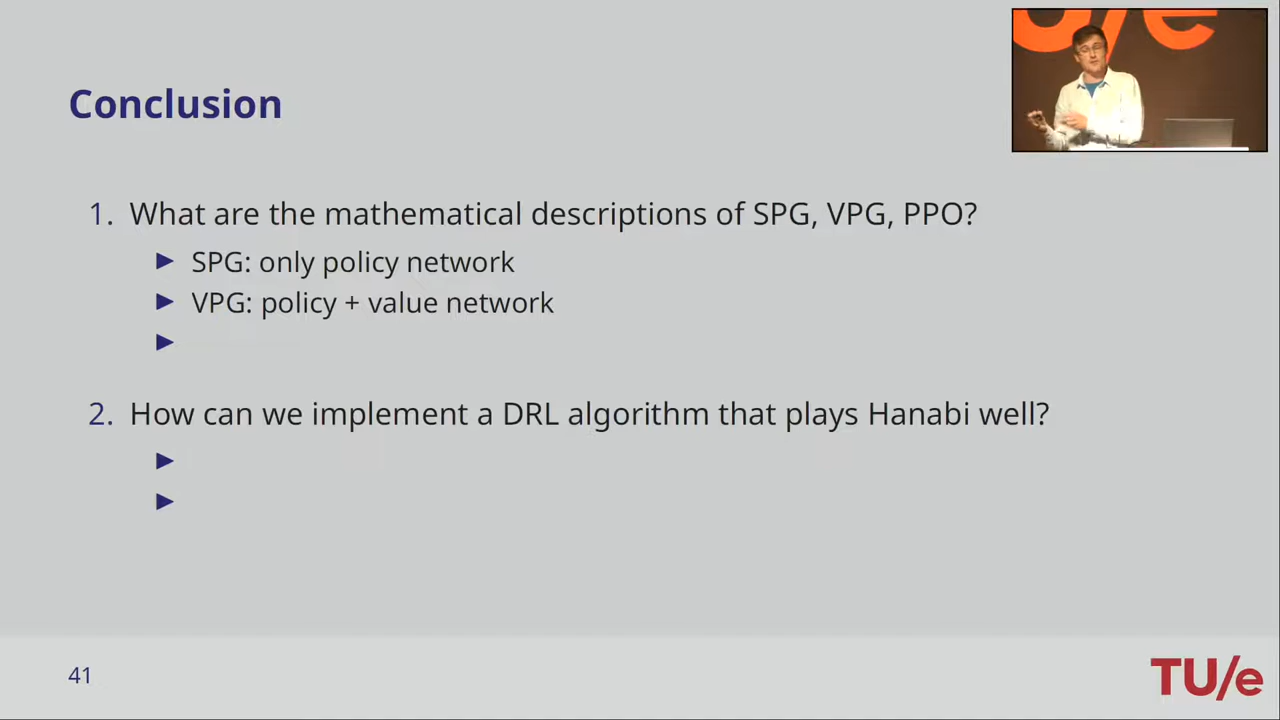 Conclusion
1. What are the mathematical descriptions of SPG, VPG, PPO?
SPG: only policy network
VPG: policy + value network
2. How can we implement a DRL algorithm that plays Hanabi well?
41
TU/e